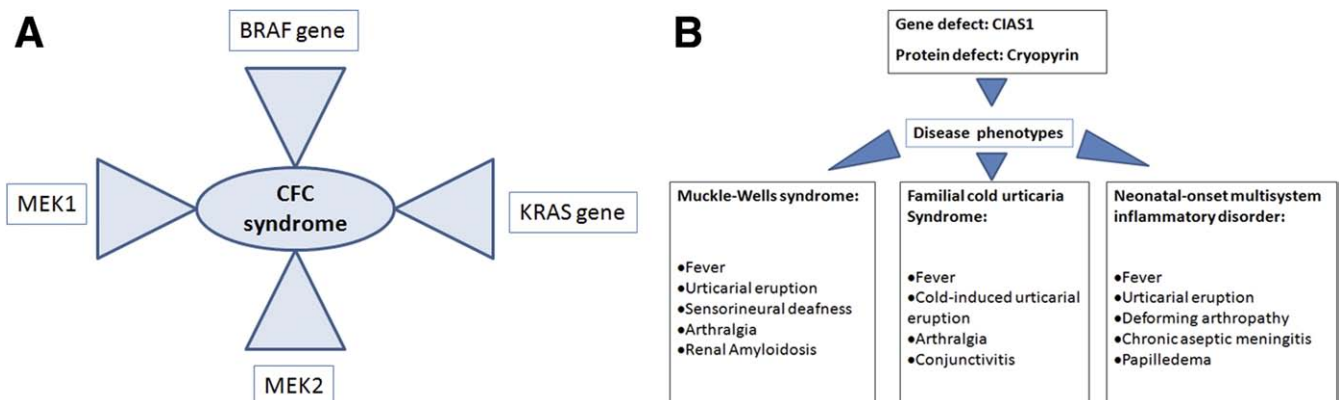 A
BRAF gene
MEK1
CFC
syndrome
KRAS gene
MEK2
B
Gene defect: CIAS1
Protein defect: Cryopyrin
Disease phenotypes
Muckle-Wells syndrome:
●Fever
●Urticarial eruption
●Sensorineural deafness
●Arthralgia
●Renal Amyloidosis
Familial cold urticaria
Syndrome:
●Fever
●Cold-induced urticarial
eruption
●Arthralgia
●Conjunctivitis
Neonatal-onset multisystem
inflammatory disorder:
●Fever
●Urticarial eruption
●Deforming arthropathy
●Chronic aseptic meningitis
●Papilledema